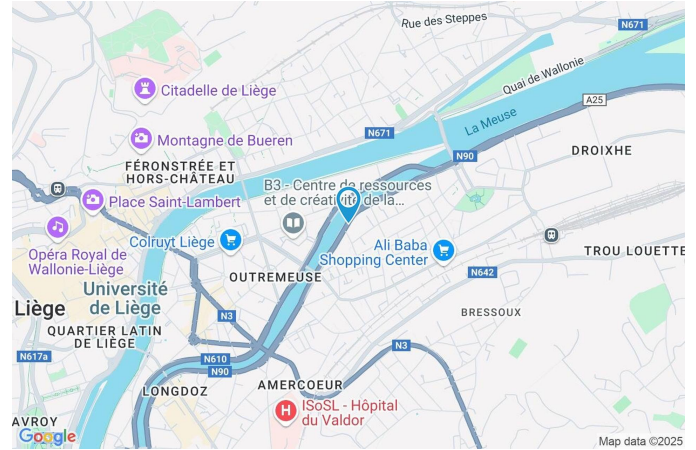 Rue des Steppes
N671
Quai de Wallonie
A25
La Meuse
Citadelle de Liège
N671
Montagne de Bueren
N90
DROIXHE
FÉRONSTRÉE ET
HORS-CHÂTEAU
B3 - Centre de ressources
et de créativité de la...
Place Saint-Lambert
Colruyt Liège
Opéra Royal de
Wallonie-Liège
Ali Baba
Shopping Center
TROU LOUETTE
OUTREMEUSE
N642
Université
de Liège
Liège
N3
BRESSOUX
QUARTIER LATIN
DE LIÈGE
N3
N617a
N610
N90
AMERCOEUR
LONGDOZ
ISoSL - Hôpital
du Valdor
AVROY
Google
Map data ©2025